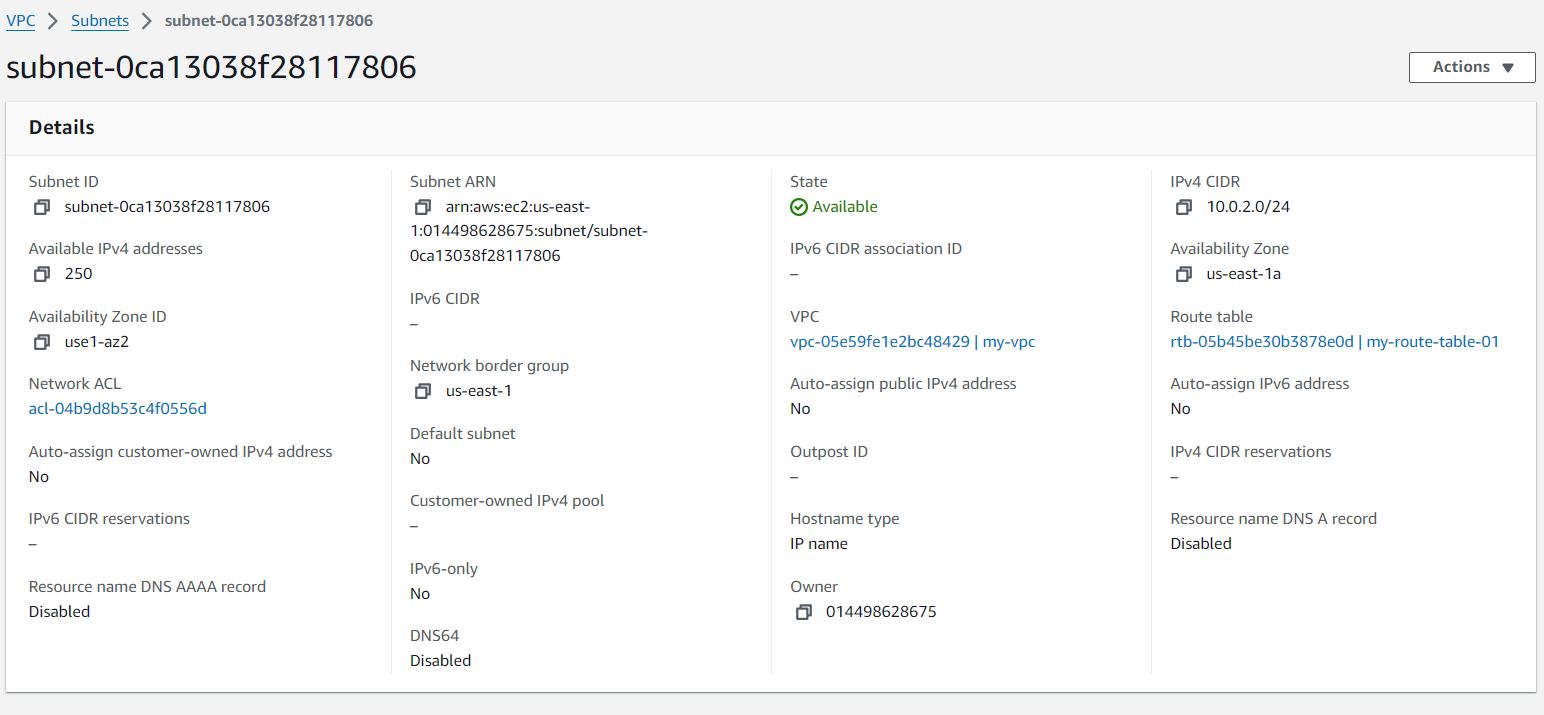 VPC > Subnets > subnet-0ca13038f28117806
subnet-0ca13038f28117806
Actions
Details
Subnet ID
subnet-0ca13038f28117806
Available IPv4 addresses
250
Availability Zone ID
use1-az2
Network ACL
acl-04b9d8b53c4f0556d
Auto-assign customer-owned IPv4 address
No
IPv6 CIDR reservations
–
Resource name DNS AAAA record
Disabled
Subnet ARN
arn:aws:ec2:us-east-
1:014498628675:subnet/subnet-
0ca13038f28117806
IPv6 CIDR
–
Network border group
us-east-1
Default subnet
No
Customer-owned IPv4 pool
–
IPv6-only
No
DNS64
Disabled
State
Available
IPv6 CIDR association ID
–
VPC
vpc-05e59fe1e2bc48429 | my-vpc
Auto-assign public IPv4 address
No
Outpost ID
–
Hostname type
IP name
Owner
014498628675
IPv4 CIDR
10.0.2.0/24
Availability Zone
us-east-1a
Route table
rtb-05b45be30b3878e0d | my-route-table-01
Auto-assign IPv6 address
No
IPv4 CIDR reservations
–
Resource name DNS A record
Disabled